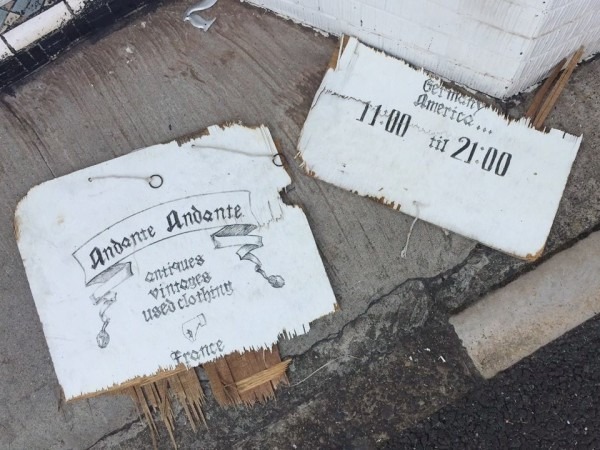 Andante Andante
antiques
vintages
used clothing
France
Germany
America...
11:00 til 21:00